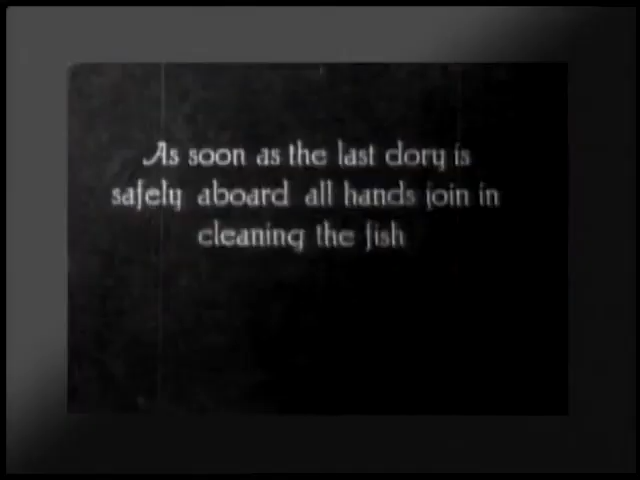 As soon as the last dory is
safely aboard all hands join in
cleaning the fish